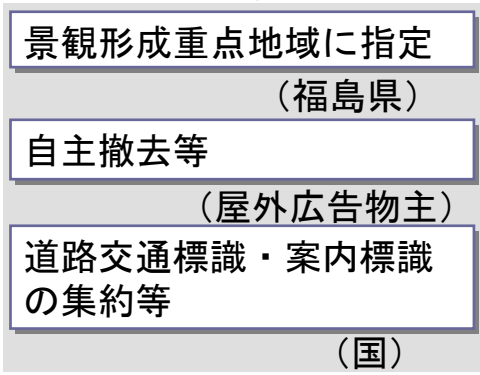 景観形成重点地域に指定
（福島県）
自主撤去等
（屋外広告物主）
道路交通標識・案内標識
の集約等
（国）